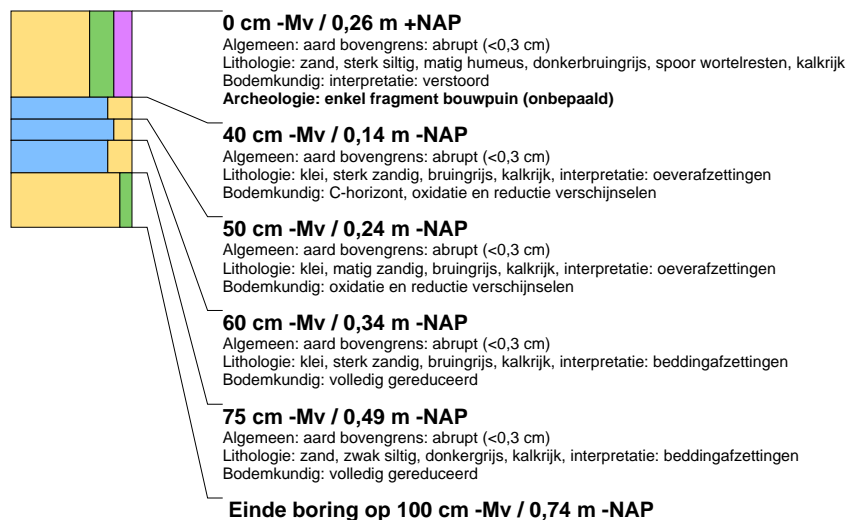 0 cm -Mv / 0,26 m +NAP
Algemeen: aard bovengrens: abrupt (<0,3 cm)
Lithologie: zand, sterk siltig, matig humeus, donkerbruingrijs, spoor wortelresten, kalkrijk
Bodemkundig: interpretatie: verstoord
Archeologie: enkel fragment bouwpuin (onbepaald)
40 cm -Mv / 0,14 m -NAP
Algemeen: aard bovengrens: abrupt (<0,3 cm)
Lithologie: klei, sterk zandig, bruingrijs, kalkrijk, interpretatie: oeverafzettingen
Bodemkundig: C-horizont, oxidatie en reductie verschijnselen
50 cm -Mv / 0,24 m -NAP
Algemeen: aard bovengrens: abrupt (<0,3 cm)
Lithologie: klei, matig zandig, bruingrijs, kalkrijk, interpretatie: oeverafzettingen
Bodemkundig: oxidatie en reductie verschijnselen
60 cm -Mv / 0,34 m -NAP
Algemeen: aard bovengrens: abrupt (<0,3 cm)
Lithologie: klei, sterk zandig, bruingrijs, kalkrijk, interpretatie: beddingafzettingen
Bodemkundig: volledig gereduceerd
75 cm -Mv / 0,49 m -NAP
Algemeen: aard bovengrens: abrupt (<0,3 cm)
Lithologie: zand, zwak siltig, donkergrijs, kalkrijk, interpretatie: beddingafzettingen
Bodemkundig: volledig gereduceerd
Einde boring op 100 cm -Mv / 0,74 m -NAP